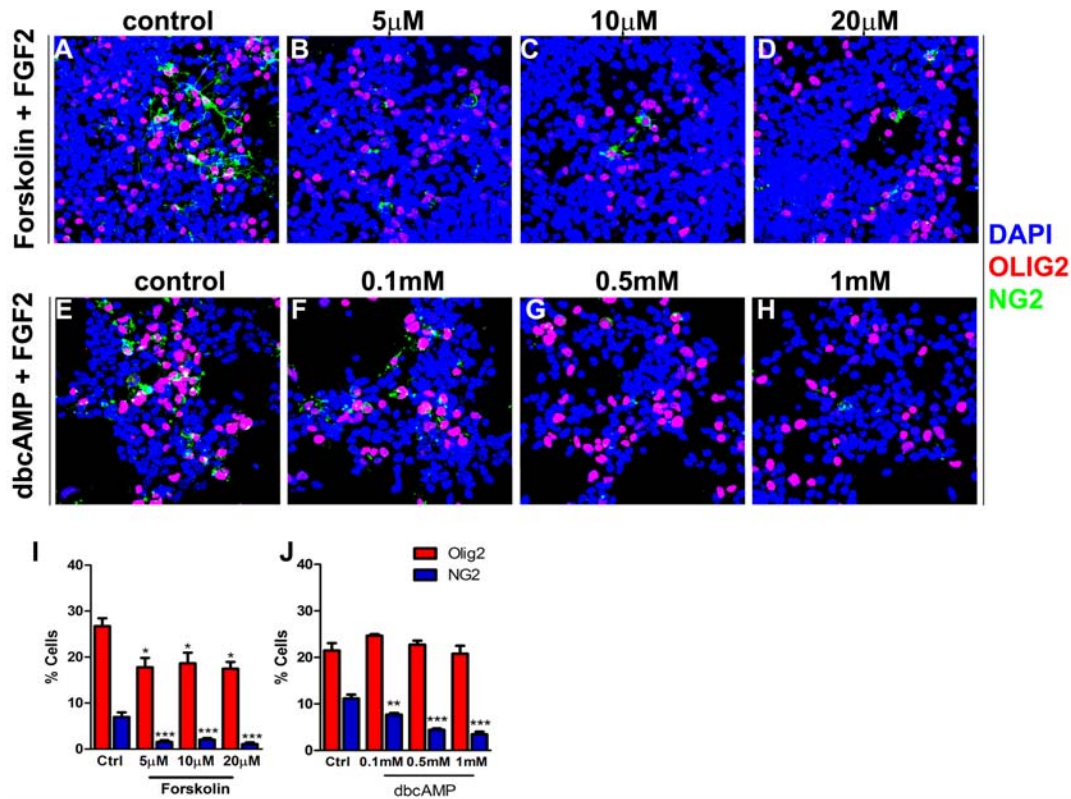 control 5µM 10µM 20µM
Forskolin + FGF2
A B C D
control 0.1mM 0.5mM 1mM
dbcAMP + FGF2
E F G H
DAPI
OLIG2
NG2
I
% Cells
40
30
20
10
0
* * *
*** *** ***
Ctrl 5µM 10µM 20µM
Forskolin
J
Olig2
NG2
% Cells
40
30
20
10
0
** *** ***
Ctrl 0.1mM 0.5mM 1mM
dbcAMP